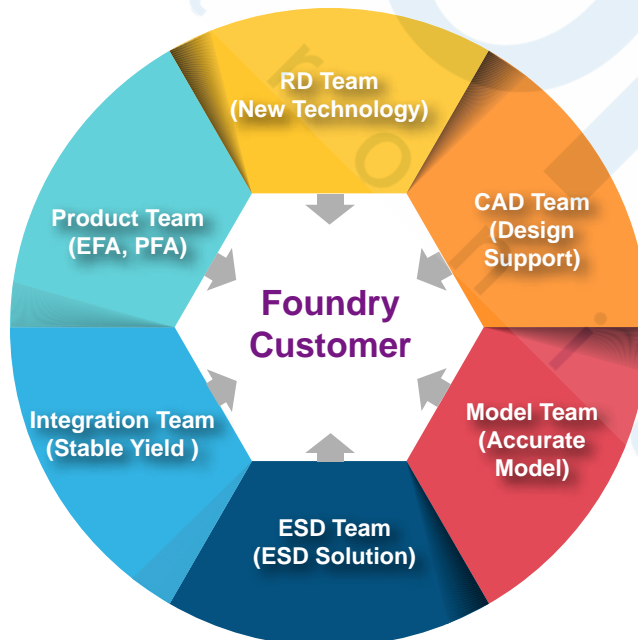 RD Team
(New Technology)
CAD Team
(Design
Support)
Product Team
(EFA, PFA)
Foundry
Customer
Model Team
(Accurate
Model)
Integration Team
(Stable Yield )
ESD Team
(ESD Solution)